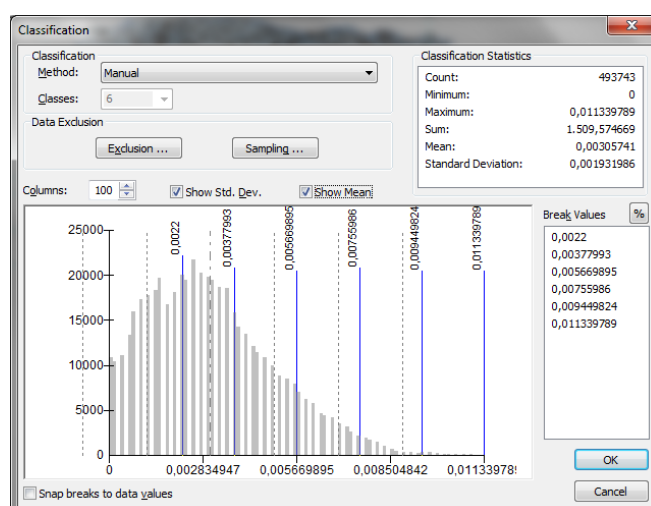 Classification
Classification
Method: Manual
Classes: 6
Data Exclusion
Exclusion ...
Sampling ...
Classification Statistics
Count: 493743
Minimum: 0
Maximum: 0,011339789
Sum: 1.509,574669
Mean: 0,00305741
Standard Deviation: 0,001931986
Columns: 100
Show Std. Dev.
Show Mean
Break Values
%
0,0022
0,00377993
0,005669895
0,00755986
0,009449824
0,011339789
0,0022
0,00377993
0,005669895
0,00755986
0,009449824
0,011339789
25000
20000
15000
10000
5000
0
0 0,002834947 0,005669895 0,008504842 0,01133978
Snap breaks to data values
OK
Cancel